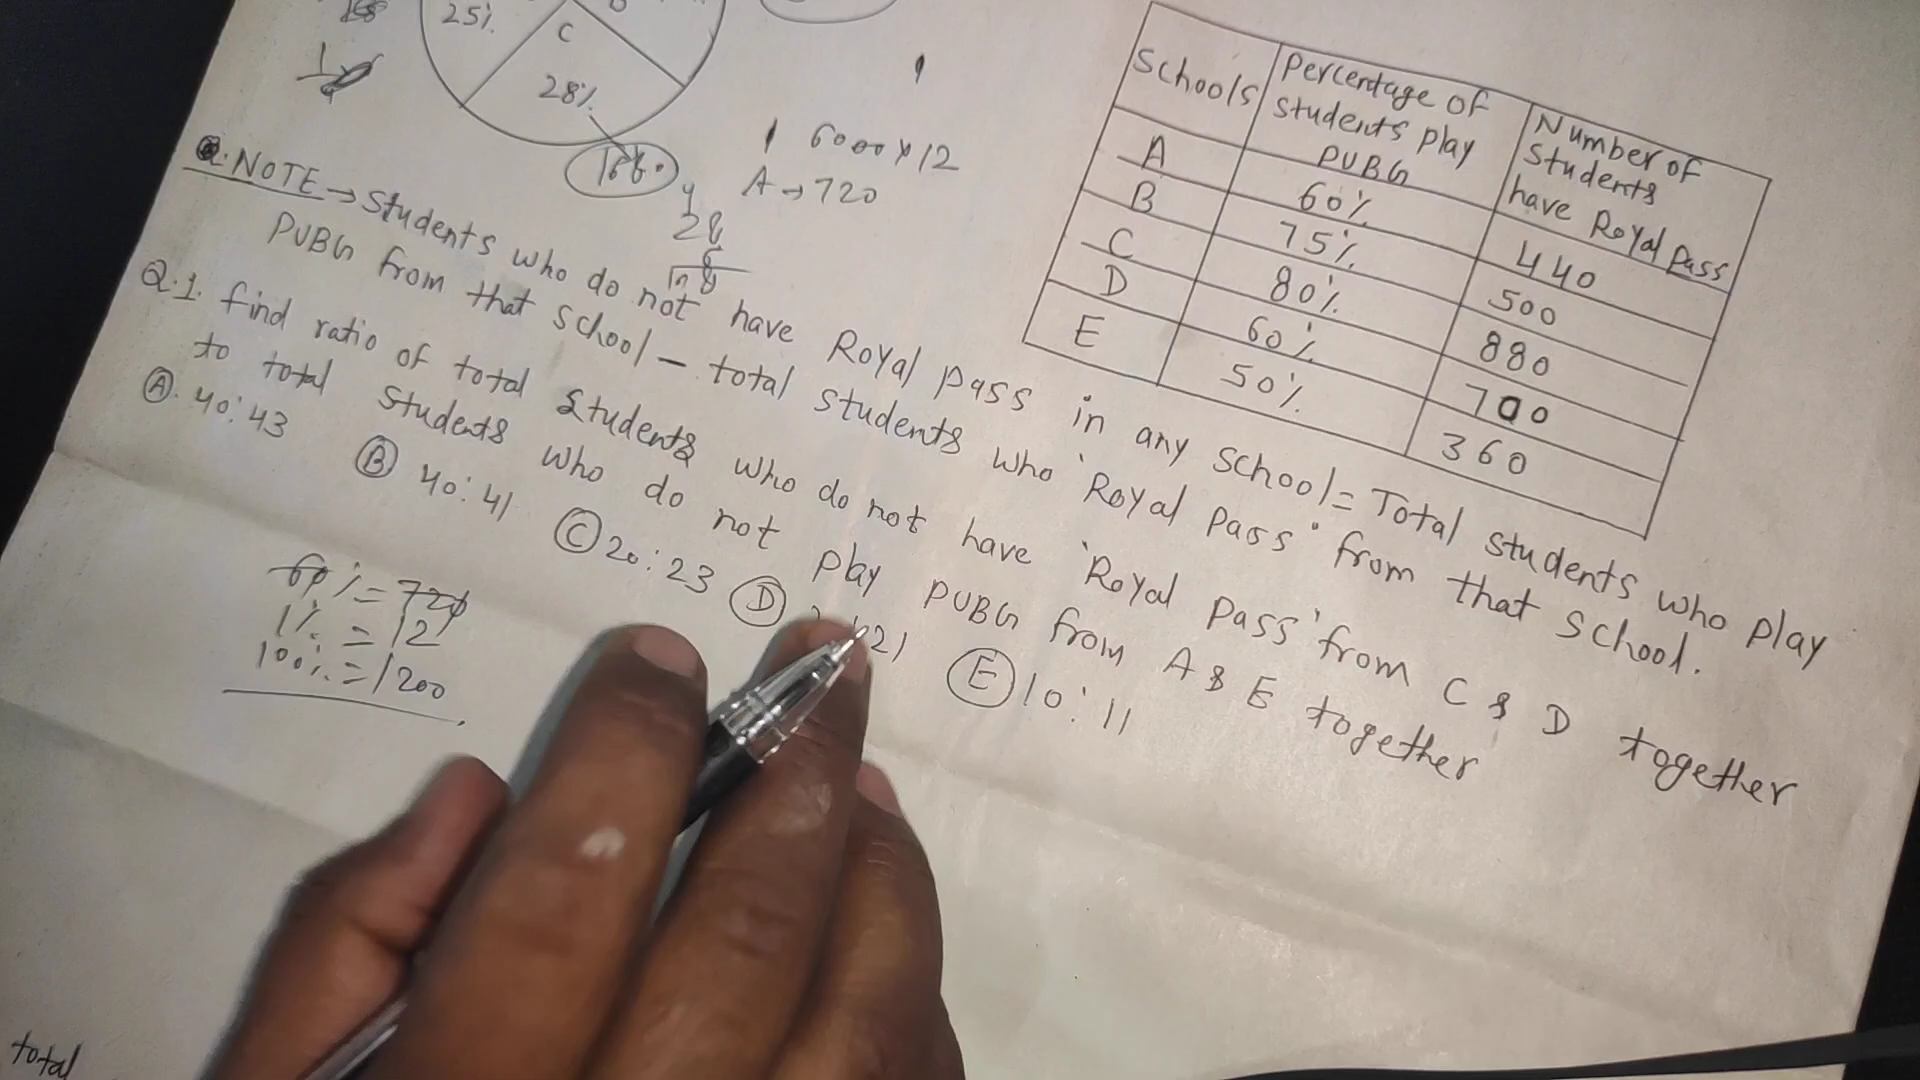 25%
C
28%
6000 x 12
A → 720
28
6
Schools
Percentage of
students play
PUBG
Number of
students
have Royal Pass
A 60% 440
B 75% 500
C 80% 880
D 60% 700
E 50% 360
NOTE → students who do not have Royal pass in any school = Total students who play
PUBG from that school - total students who 'Royal pass' from that school.
Q.1. find ratio of total students who do not have 'Royal pass' from C & D together
to total students who do not play PUBG from A & E together
(A). 40:43 (B) 40:41 (C) 20:23 (D) 21 (E) 10:11
60% = 720
1% = 12
100% = 1200
total